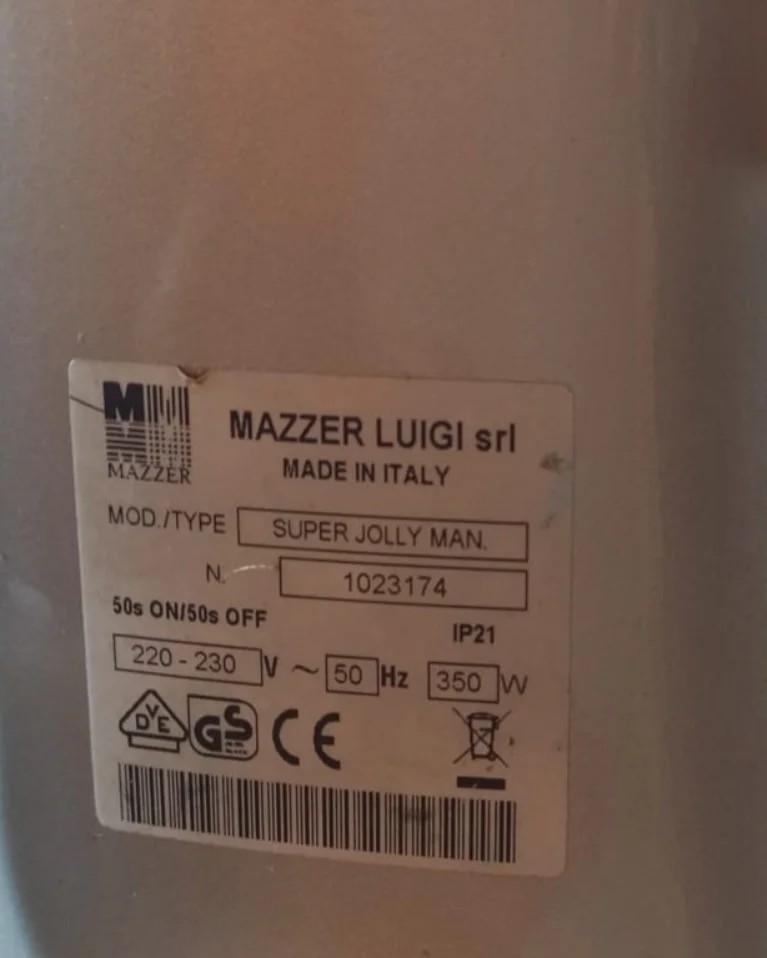 M
MAZZER
MAZZER LUIGI srl
MADE IN ITALY
MOD./TYPE SUPER JOLLY MAN.
N. 1023174
50s ON/50s OFF
IP21
220 - 230 V ~ 50 Hz 350 W
DVE GS CE